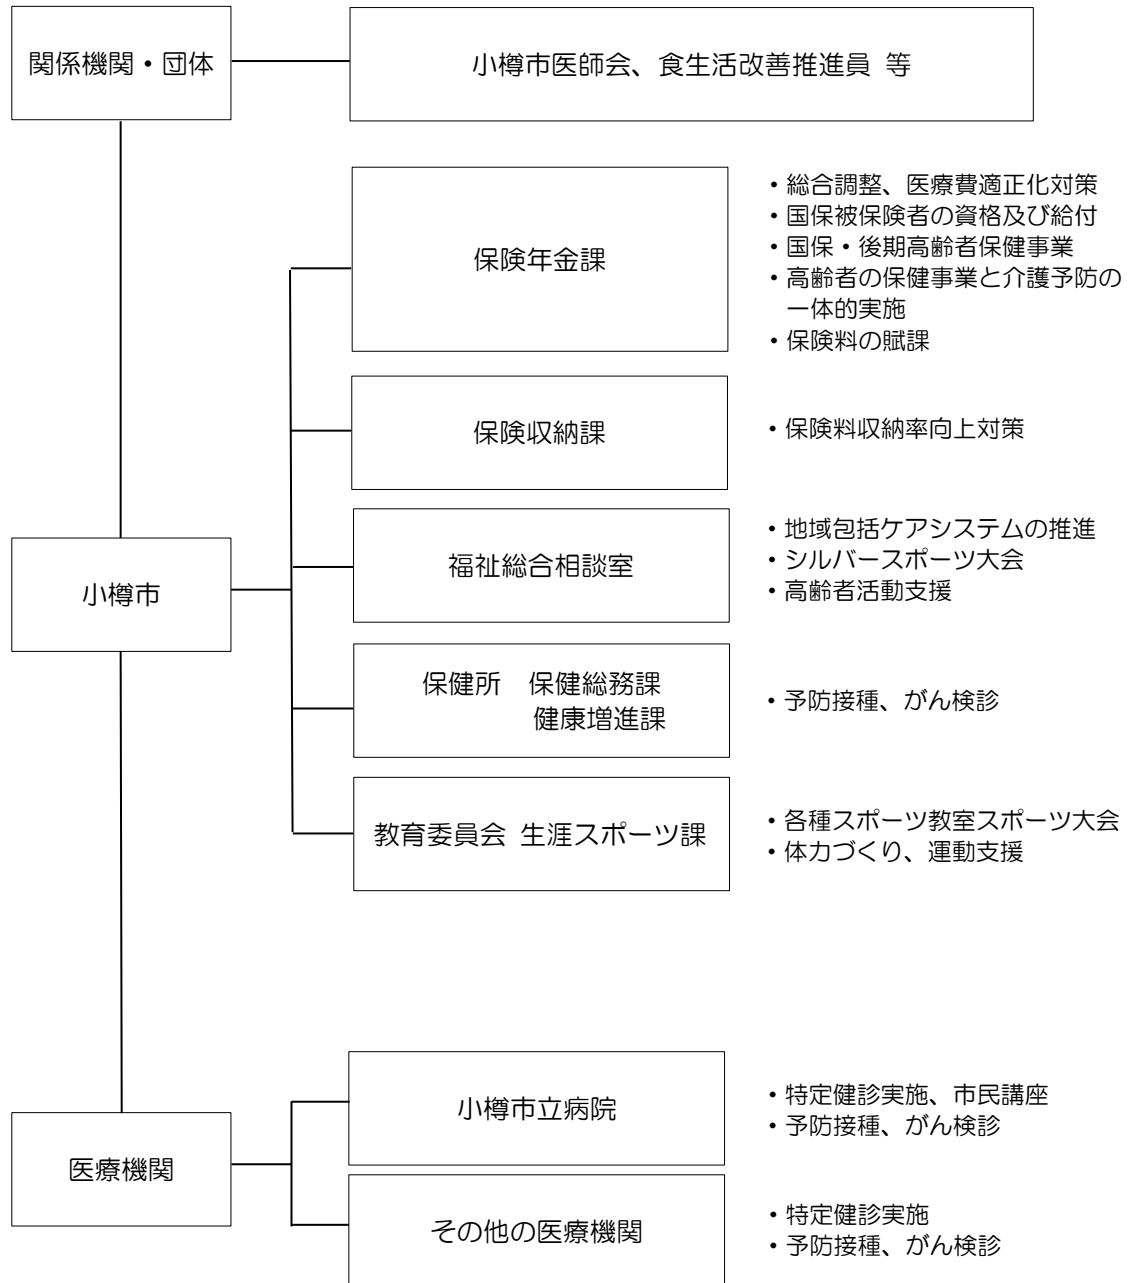 関係機関・団体
小樽市医師会、食生活改善推進員 等
保険年金課
・総合調整、医療費適正化対策
・国保被保険者の資格及び給付
・国保・後期高齢者保健事業
・高齢者の保健事業と介護予防の
一体的実施
・保険料の賦課
保険収納課
・保険料収納率向上対策
小樽市
福祉総合相談室
・地域包括ケアシステムの推進
・シルバースポーツ大会
・高齢者活動支援
保健所 保健総務課
健康増進課
・予防接種、がん検診
教育委員会 生涯スポーツ課
・各種スポーツ教室スポーツ大会
・体力づくり、運動支援
医療機関
小樽市立病院
・特定健診実施、市民講座
・予防接種、がん検診
その他の医療機関
・特定健診実施
・予防接種、がん検診